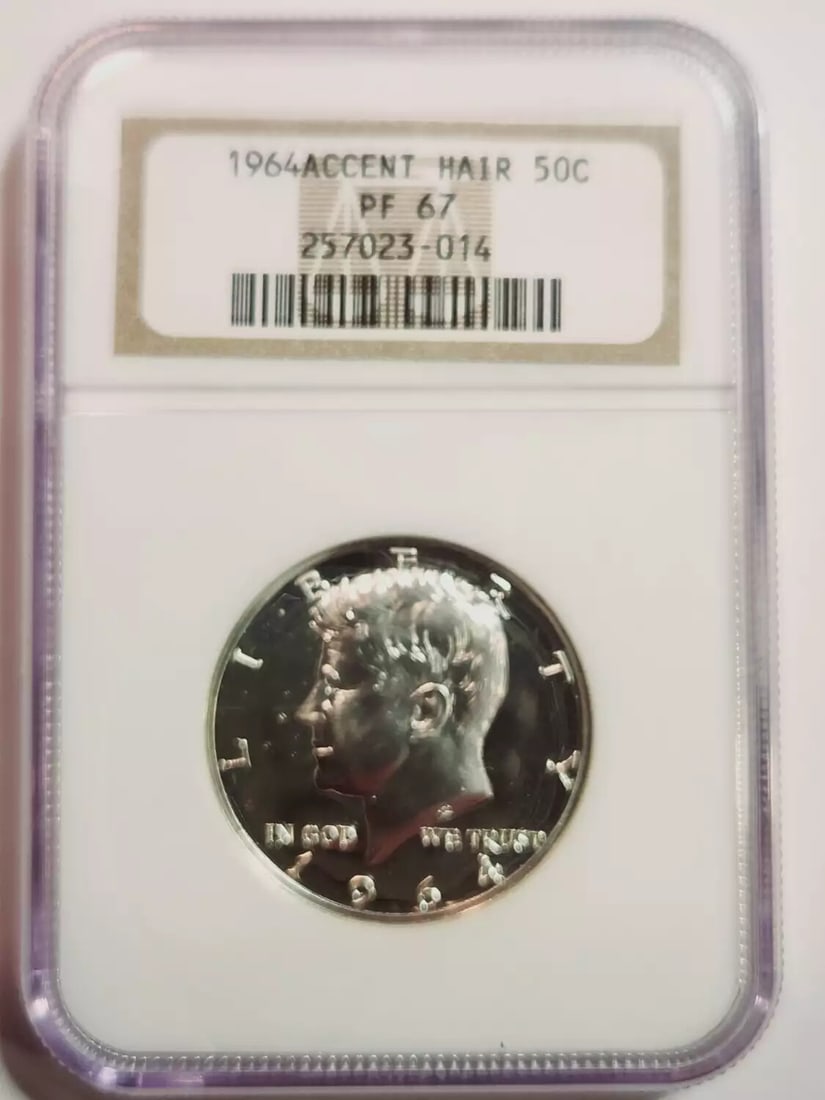 1964ACCENT HAIR 50C
PF 67
257023-014
LIBERTY
IN GOD WE TRUST
1964